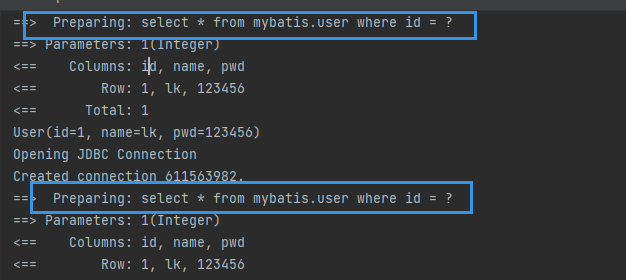 ==>  Preparing: select * from mybatis.user where id = ?
==> Parameters: 1(Integer)
<==    Columns: id, name, pwd
<==        Row: 1, lk, 123456
<==      Total: 1
User(id=1, name=lk, pwd=123456)
Opening JDBC Connection
Created connection 611563982.
==>  Preparing: select * from mybatis.user where id = ?
==> Parameters: 1(Integer)
<==    Columns: id, name, pwd
<==        Row: 1, lk, 123456